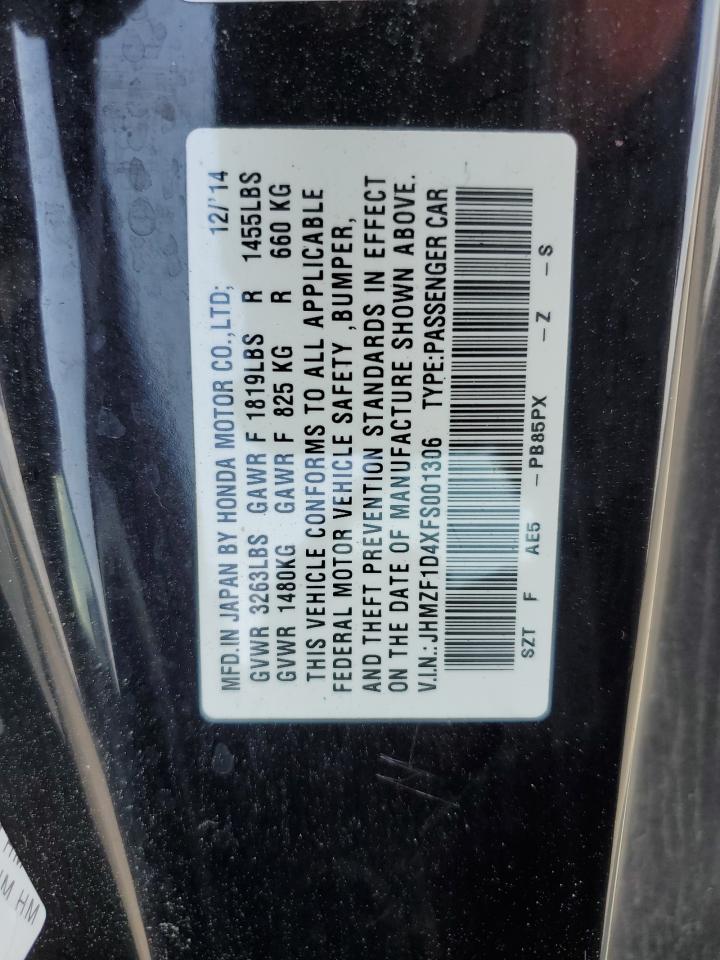 MFD.IN JAPAN BY HONDA MOTOR CO.,LTD; 12/'14
GVWR 3263LBS GAWR F 1819LBS R 1455LBS
GVWR 1480KG GAWR F 825 KG R 660 KG
THIS VEHICLE CONFORMS TO ALL APPLICABLE
FEDERAL MOTOR VEHICLE SAFETY ,BUMPER,
AND THEFT PREVENTION STANDARDS IN EFFECT
ON THE DATE OF MANUFACTURE SHOWN ABOVE.
V.I.N.:JHMZF1D4XFS001306 TYPE:PASSENGER CAR
SZT F AE5 -PB85PX -Z -S
HM HM